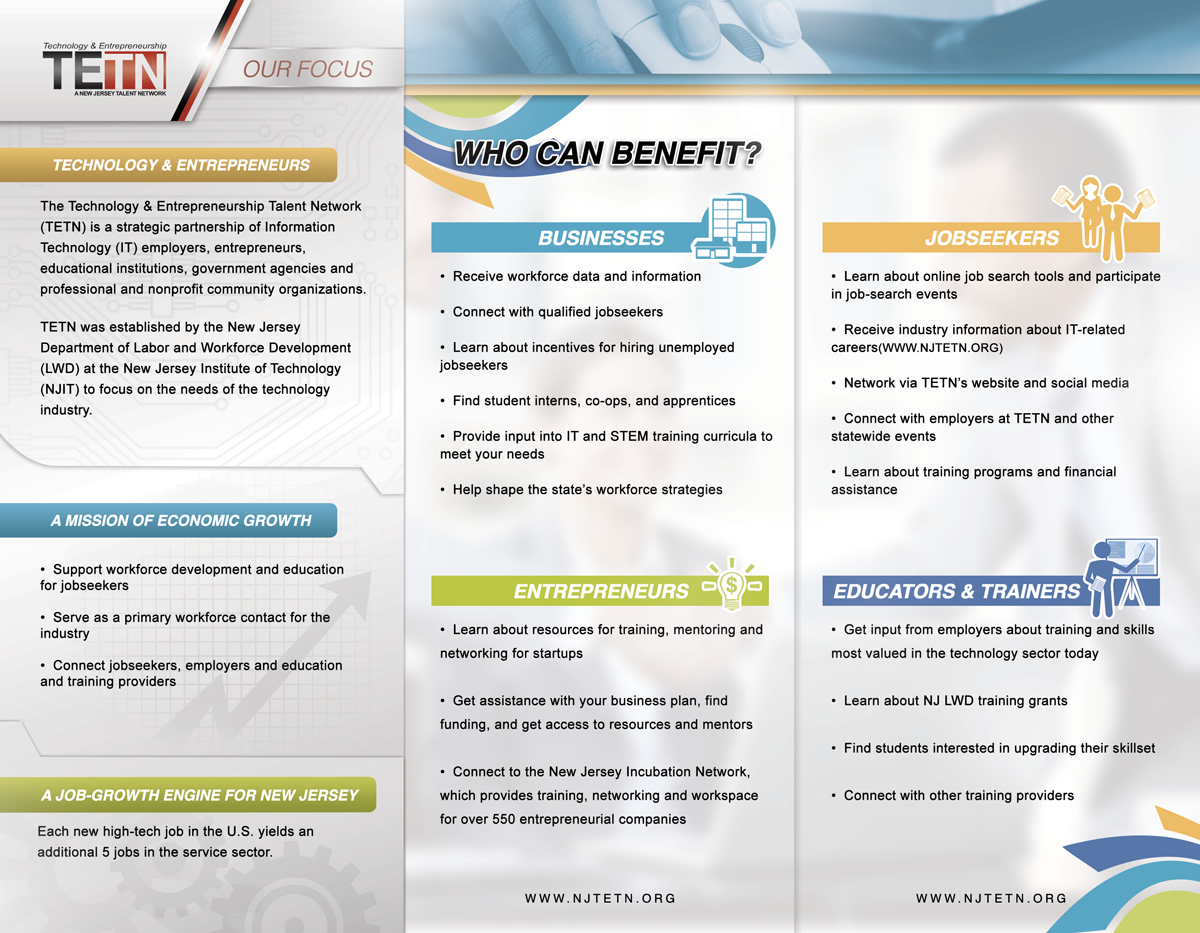 Technology & Entrepreneurship
TETN
A NEW JERSEY TALENT NETWORK
OUR FOCUS
TECHNOLOGY & ENTREPRENEURS
The Technology & Entrepreneurship Talent Network
(TETN) is a strategic partnership of Information
Technology (IT) employers, entrepreneurs,
educational institutions, government agencies and
professional and nonprofit community organizations.
TETN was established by the New Jersey
Department of Labor and Workforce Development
(LWD) at the New Jersey Institute of Technology
(NJIT) to focus on the needs of the technology
industry.
A MISSION OF ECONOMIC GROWTH
• Support workforce development and education
for jobseekers
• Serve as a primary workforce contact for the
industry
• Connect jobseekers, employers and education
and training providers
A JOB-GROWTH ENGINE FOR NEW JERSEY
Each new high-tech job in the U.S. yields an
additional 5 jobs in the service sector.
WHO CAN BENEFIT?
BUSINESSES
• Receive workforce data and information
• Connect with qualified jobseekers
• Learn about incentives for hiring unemployed
jobseekers
• Find student interns, co-ops, and apprentices
• Provide input into IT and STEM training curricula to
meet your needs
• Help shape the state's workforce strategies
ENTREPRENEURS
$
• Learn about resources for training, mentoring and
networking for startups
• Get assistance with your business plan, find
funding, and get access to resources and mentors
• Connect to the New Jersey Incubation Network,
which provides training, networking and workspace
for over 550 entrepreneurial companies
WWW.NJTETN.ORG
JOBSEEKERS
• Learn about online job search tools and participate
in job-search events
• Receive industry information about IT-related
careers(WWW.NJTETN.ORG)
• Network via TETN's website and social media
• Connect with employers at TETN and other
statewide events
• Learn about training programs and financial
assistance
EDUCATORS & TRAINERS
• Get input from employers about training and skills
most valued in the technology sector today
• Learn about NJ LWD training grants
• Find students interested in upgrading their skillset
• Connect with other training providers
WWW.NJTETN.ORG